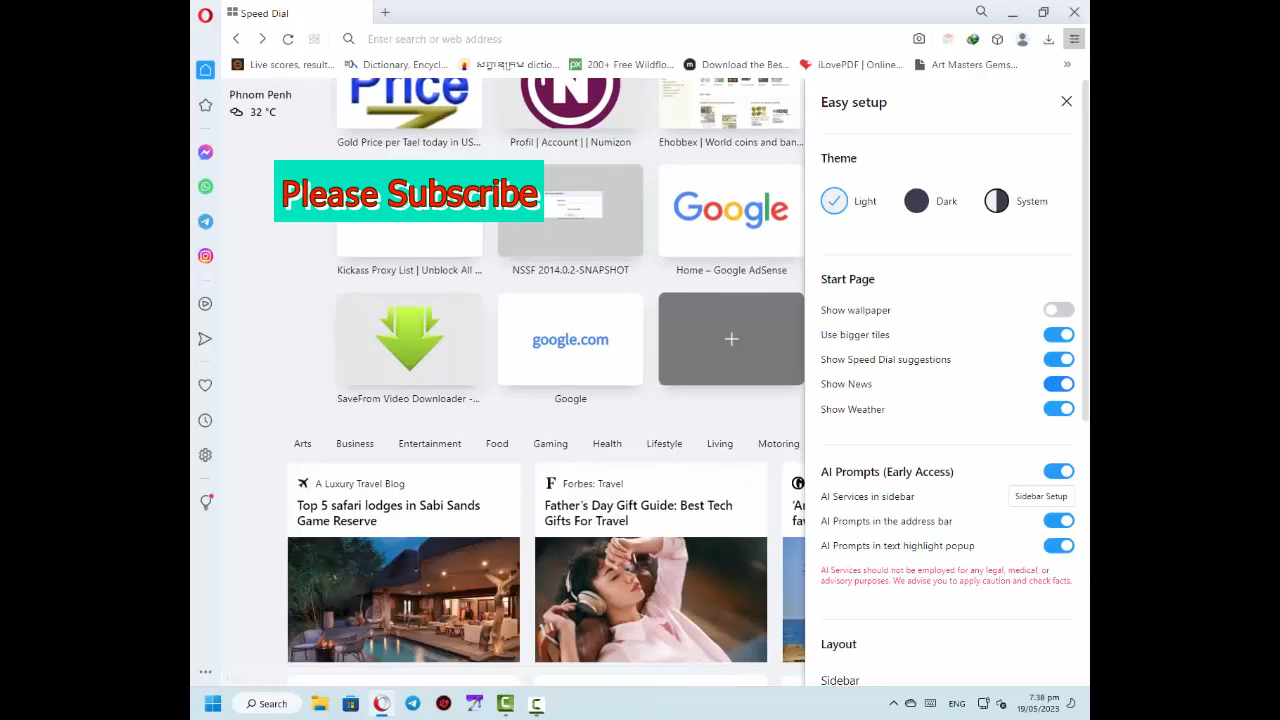 Speed Dial
Enter search or web address
Live scores, result...
Dictionary, Encycl...
200+ Free Wildflo...
Download the Bes...
iLovePDF | Online...
Art Masters Gems...
»
Phnom Penh
32 °C
Price
N
Gold Price per Tael today in US...
Profil | Account | | Numizon
Ehobbex | World coins and ban...
Please Subscribe
Google
Kickass Proxy List | Unblock All ...
NSSF 2014.0.2-SNAPSHOT
Home – Google AdSense
google.com
SaveFrom Video Downloader -...
Google
Arts
Business
Entertainment
Food
Gaming
Health
Lifestyle
Living
Motoring
A Luxury Travel Blog
Top 5 safari lodges in Sabi Sands
Game Reserve
F Forbes: Travel
Father's Day Gift Guide: Best Tech
Gifts For Travel
Easy setup
Theme
Light
Dark
System
Start Page
Show wallpaper
Use bigger tiles
Show Speed Dial suggestions
Show News
Show Weather
AI Prompts (Early Access)
AI Services in sidebar
Sidebar Setup
AI Prompts in the address bar
AI Prompts in text highlight popup
AI Services should not be employed for any legal, medical, or
advisory purposes. We advise you to apply caution and check facts.
Layout
Sidebar
Search
ENG
7:38 pm
19/05/2023